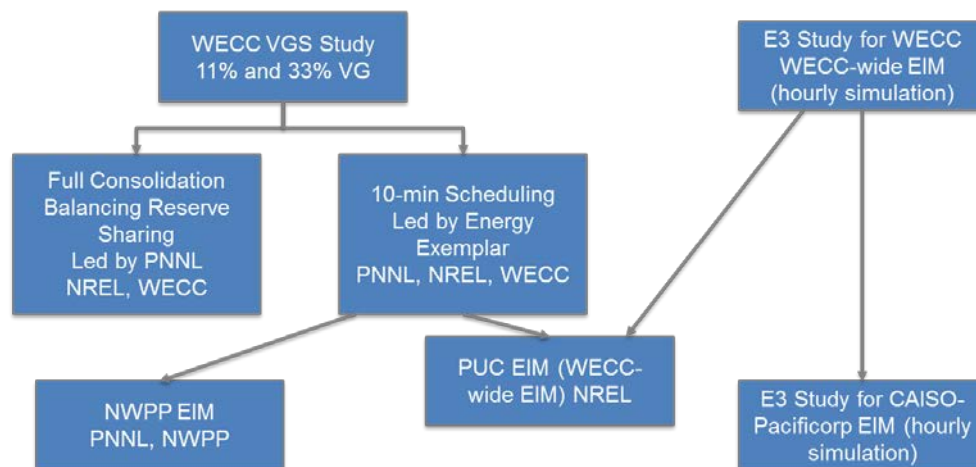 WECC VGS Study
11% and 33% VG
E3 Study for WECC
WECC-wide EIM
(hourly simulation)
Full Consolidation
Balancing Reserve
Sharing
Led by PNNL
NREL, WECC
10-min Scheduling
Led by Energy
Exemplar
PNNL, NREL, WECC
NWPP EIM
PNNL, NWPP
PUC EIM (WECC-
wide EIM) NREL
E3 Study for CAISO-
Pacificorp EIM (hourly
simulation)